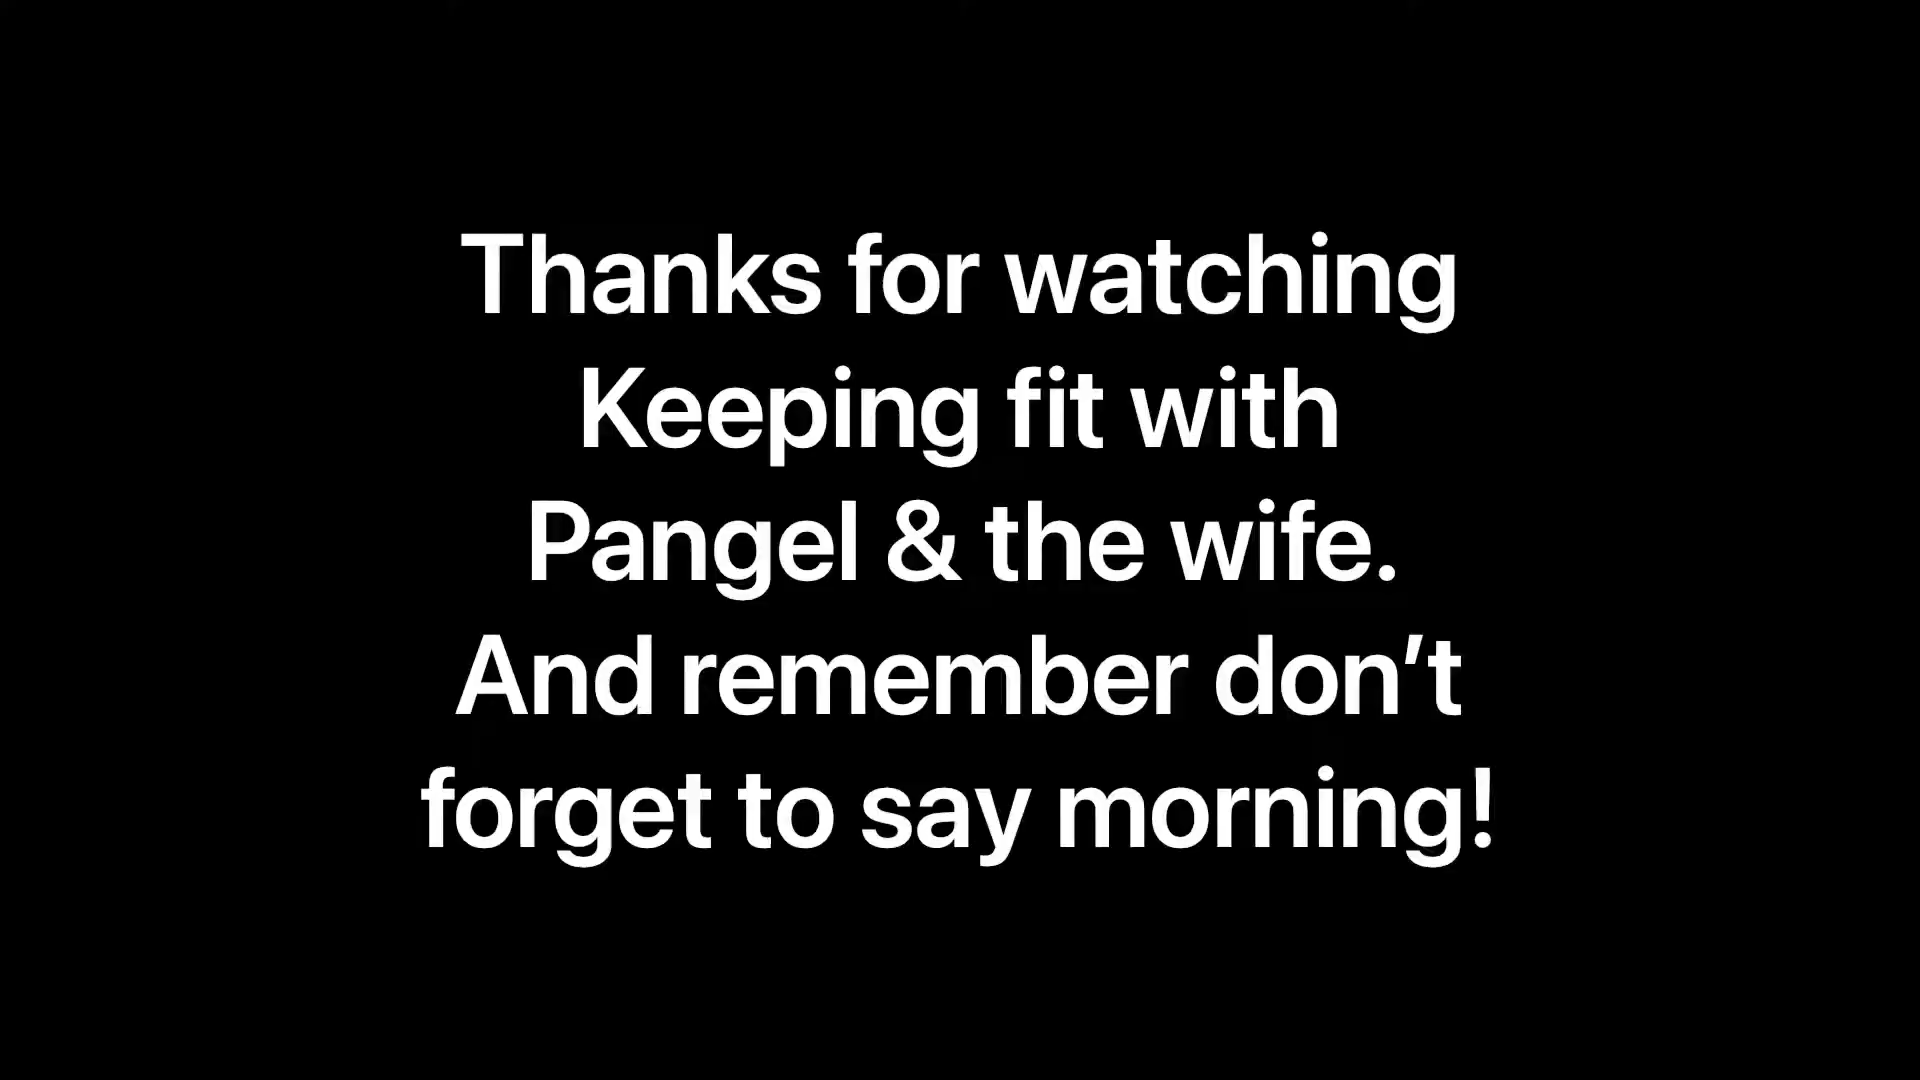 Thanks for watching
Keeping fit with
Pangel & the wife.
And remember don’t
forget to say morning!